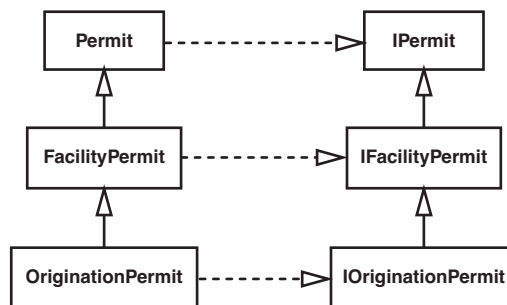 Permit
IPermit
FacilityPermit
IFacilityPermit
OriginationPermit
IOriginationPermit